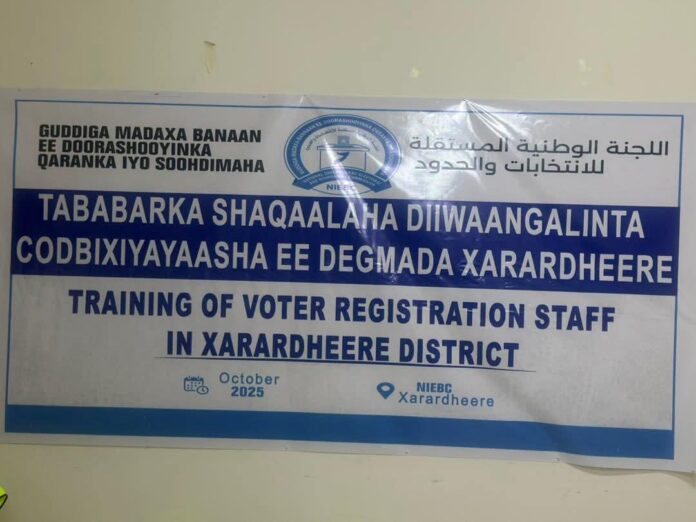 GUDDIGA MADAXA BANAAN
EE DOORASHOOYINKA
QARANKA IYO SOOHDIMAHA
NIEBC
اللجنة الوطنية المستقلة
للانتخابات والحدود
TABABARKA SHAQAALAHA DIIWAANGALINTA
CODBIXIYAYAASHA EE DEGMADA XARARDHEERE
TRAINING OF VOTER REGISTRATION STAFF
IN XARARDHEERE DISTRICT
October
2025
NIEBC
Xarardheere